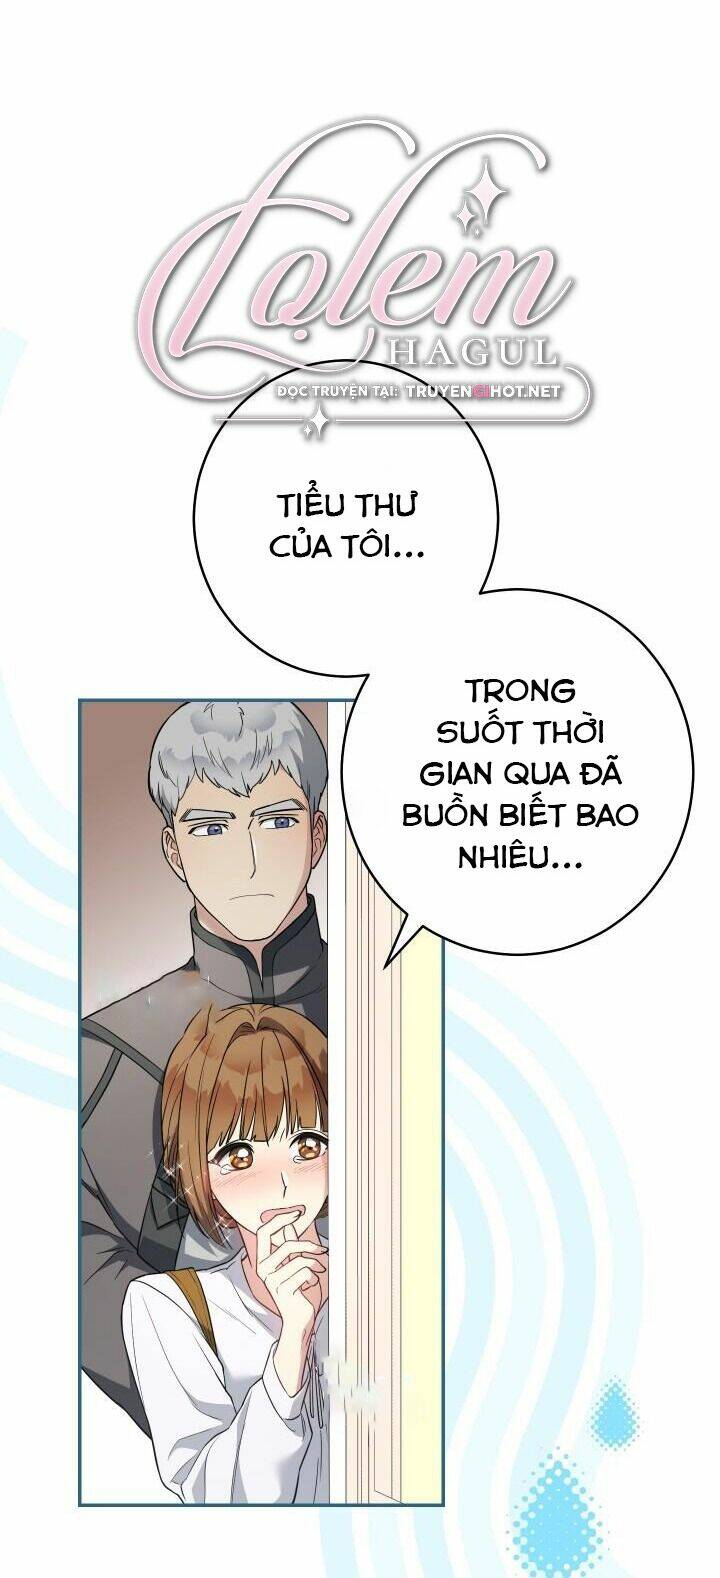 Lọlem
HAGUL
ĐỌC TRUYỆN TẠI: TRUYENGIHOT.NET
TIỂU THƯ
CỦA TÔI...
TRONG
SUỐT THỜI
GIAN QUA ĐÃ
BUỒN BIẾT BAO
NHIÊU...